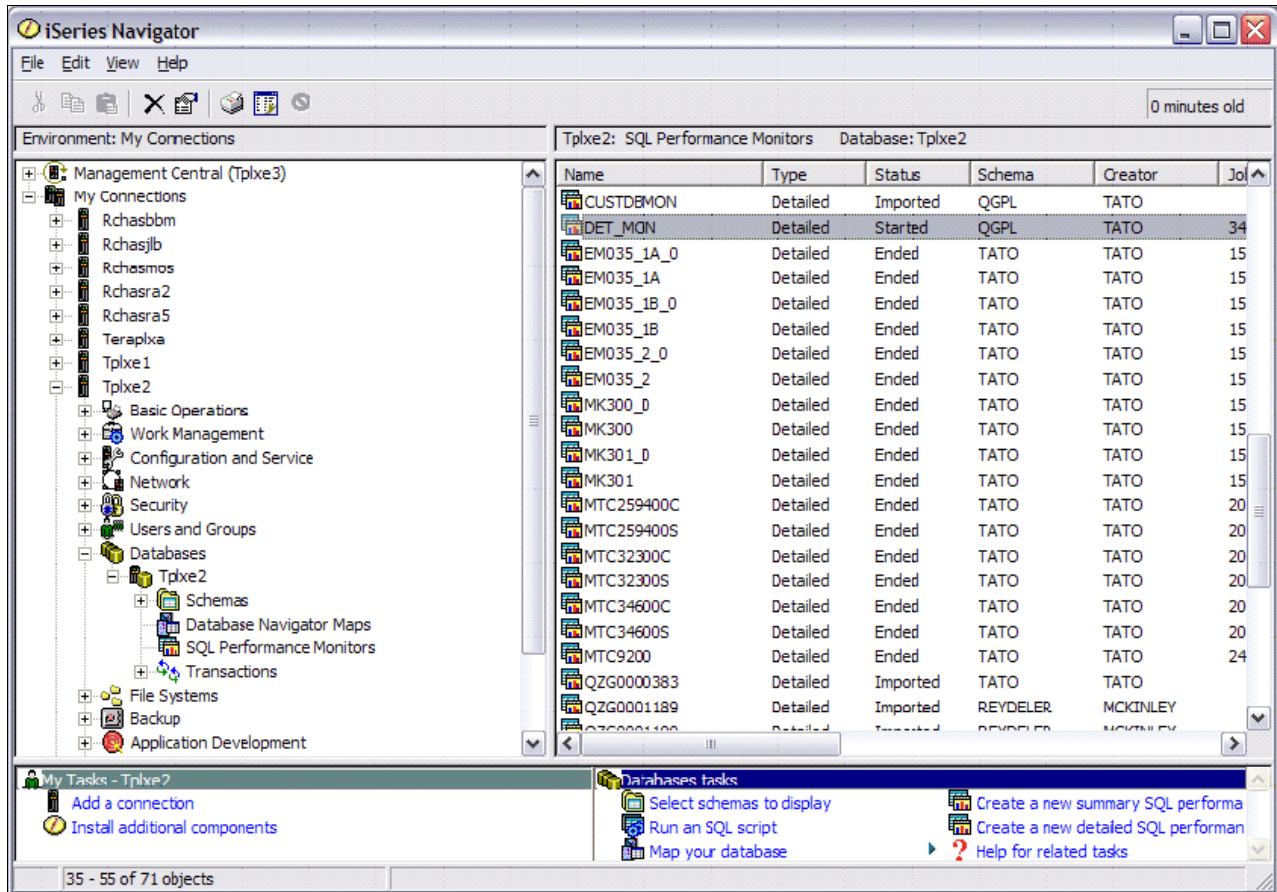 iSeries Navigator
File Edit View Help
0 minutes old
Environment: My Connections
Tplxe2: SQL Performance Monitors Database: Tplxe2
Management Central (Tplxe3)
My Connections
Rchasbbm
Rchasjlb
Rchasmos
Rchasra2
Rchasra5
Teraplxa
Tplxe1
Tplxe2
Basic Operations
Work Management
Configuration and Service
Network
Security
Users and Groups
Databases
Tplxe2
Schemas
Database Navigator Maps
SQL Performance Monitors
Transactions
File Systems
Backup
Application Development
Name Type Status Schema Creator Jol
CUSTDBMON Detailed Imported QGPL TATO
DET_MON Detailed Started QGPL TATO 34
EM035_1A_0 Detailed Ended TATO TATO 15
EM035_1A Detailed Ended TATO TATO 15
EM035_1B_0 Detailed Ended TATO TATO 15
EM035_1B Detailed Ended TATO TATO 15
EM035_2_0 Detailed Ended TATO TATO 15
EM035_2 Detailed Ended TATO TATO 15
MK300_D Detailed Ended TATO TATO 15
MK300 Detailed Ended TATO TATO 15
MK301_D Detailed Ended TATO TATO 15
MK301 Detailed Ended TATO TATO 15
MTC259400C Detailed Ended TATO TATO 20
MTC259400S Detailed Ended TATO TATO 20
MTC32300C Detailed Ended TATO TATO 20
MTC32300S Detailed Ended TATO TATO 20
MTC34600C Detailed Ended TATO TATO 20
MTC34600S Detailed Ended TATO TATO 20
MTC9200 Detailed Ended TATO TATO 24
QZG0000383 Detailed Imported TATO TATO
QZG0001189 Detailed Imported REYDELER MCKINLEY
My Tasks - Tplxe2
Add a connection
Install additional components
Databases tasks
Select schemas to display
Run an SQL script
Map your database
Create a new summary SQL performa
Create a new detailed SQL performan
Help for related tasks
35 - 55 of 71 objects